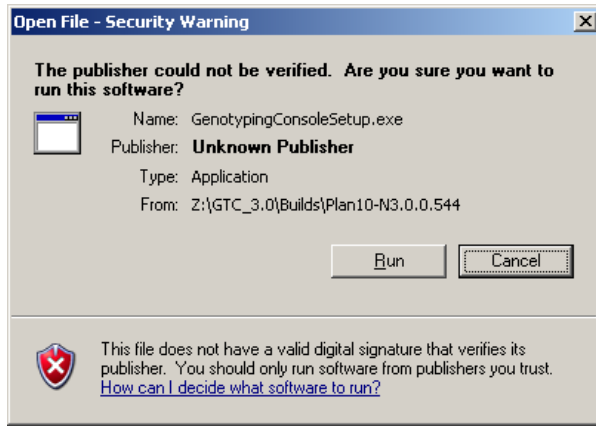 Open File - Security Warning
The publisher could not be verified.  Are you sure you want to
run this software?
Name: GenotypingConsoleSetup.exe
Publisher: Unknown Publisher
Type: Application
From: Z:\GTC_3.0\Builds\Plan10-N3.0.0.544
Run Cancel
This file does not have a valid digital signature that verifies its
publisher.  You should only run software from publishers you trust.
How can I decide what software to run?